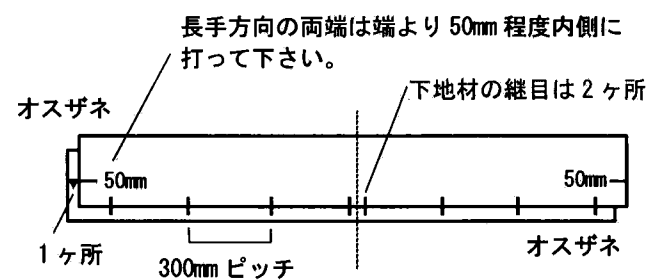 長手方向の両端は端より50mm程度内側に
打って下さい。
下地材の継目は2ヶ所
オスザネ
50mm
50mm
1ヶ所
300mmピッチ
オスザネ